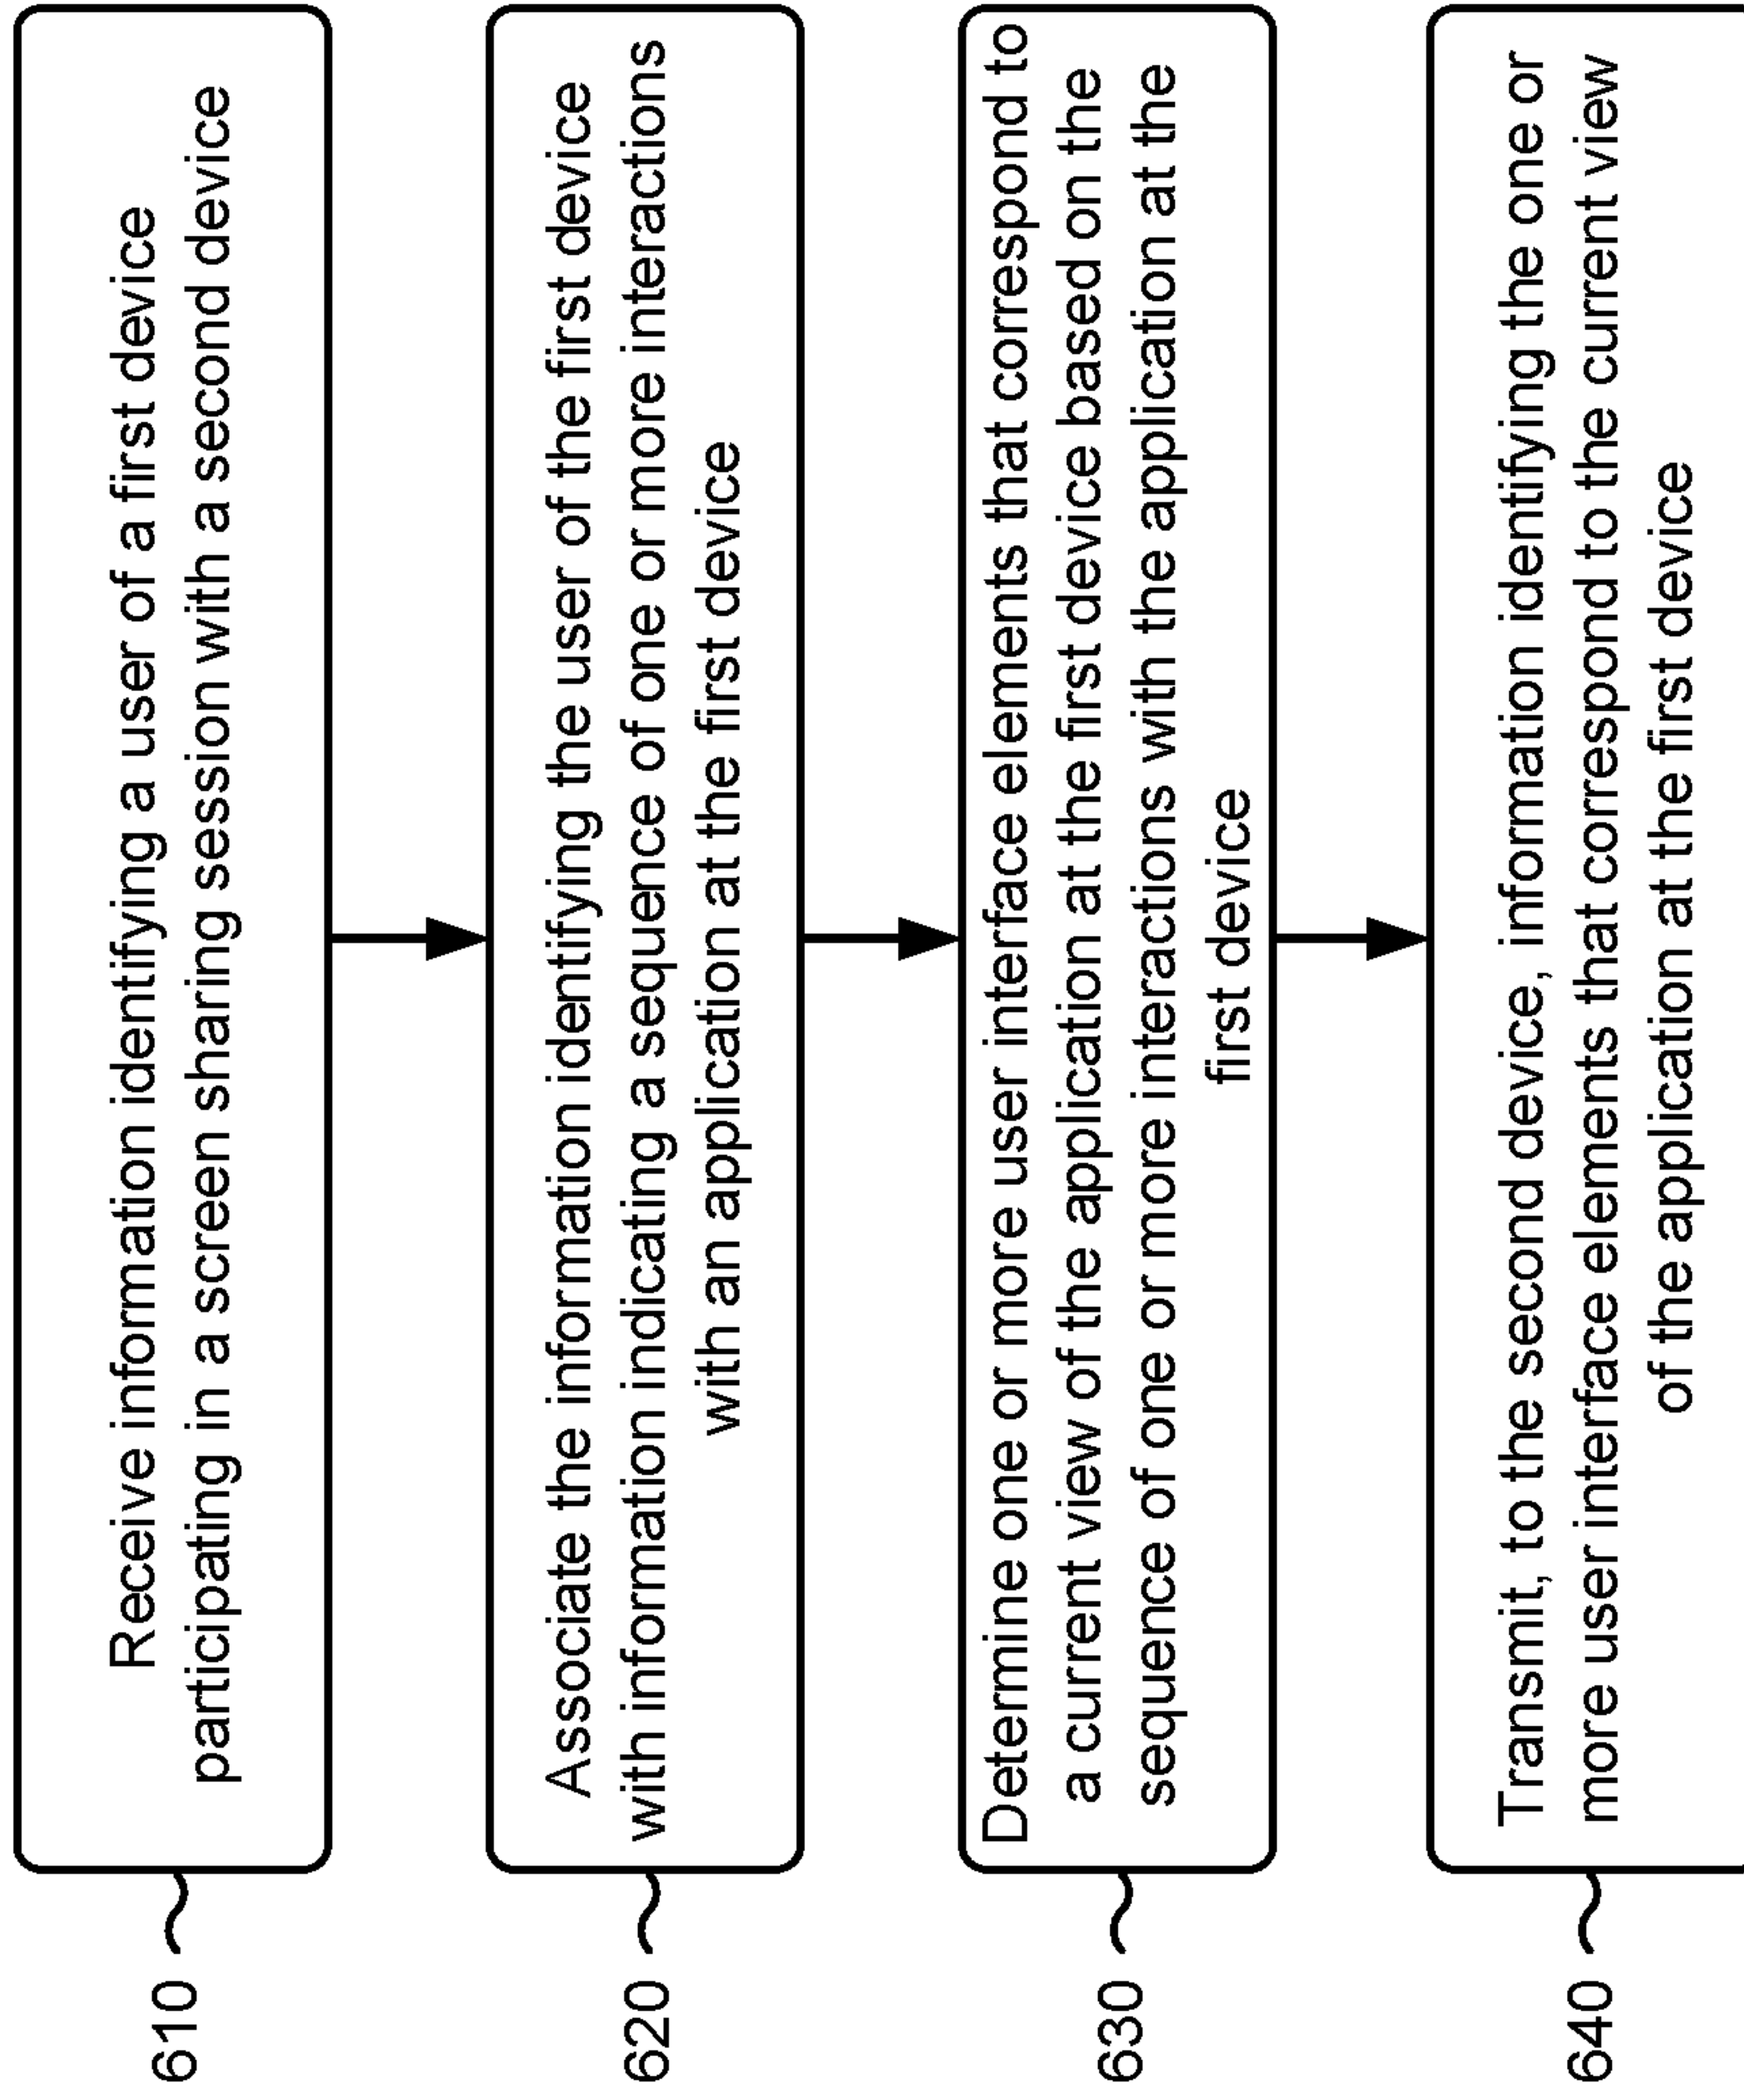 610
Receive information identifying a user of a first device
participating in a screen sharing session with a second device
620
Associate the information identifying the user of the first device
with information indicating a sequence of one or more interactions
with an application at the first device
630
Determine one or more user interface elements that correspond to
a current view of the application at the first device based on the
sequence of one or more interactions with the application at the
first device
640
Transmit, to the second device, information identifying the one or
more user interface elements that correspond to the current view
of the application at the first device